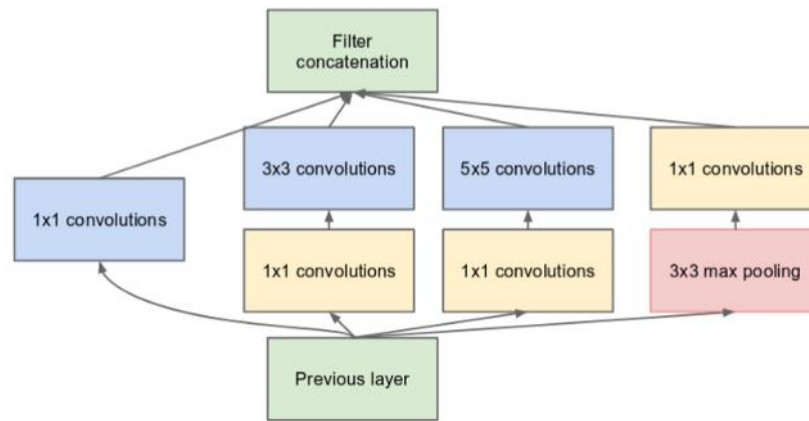 Filter
concatenation
3x3 convolutions
5x5 convolutions
1x1 convolutions
1x1 convolutions
1x1 convolutions
1x1 convolutions
3x3 max pooling
Previous layer